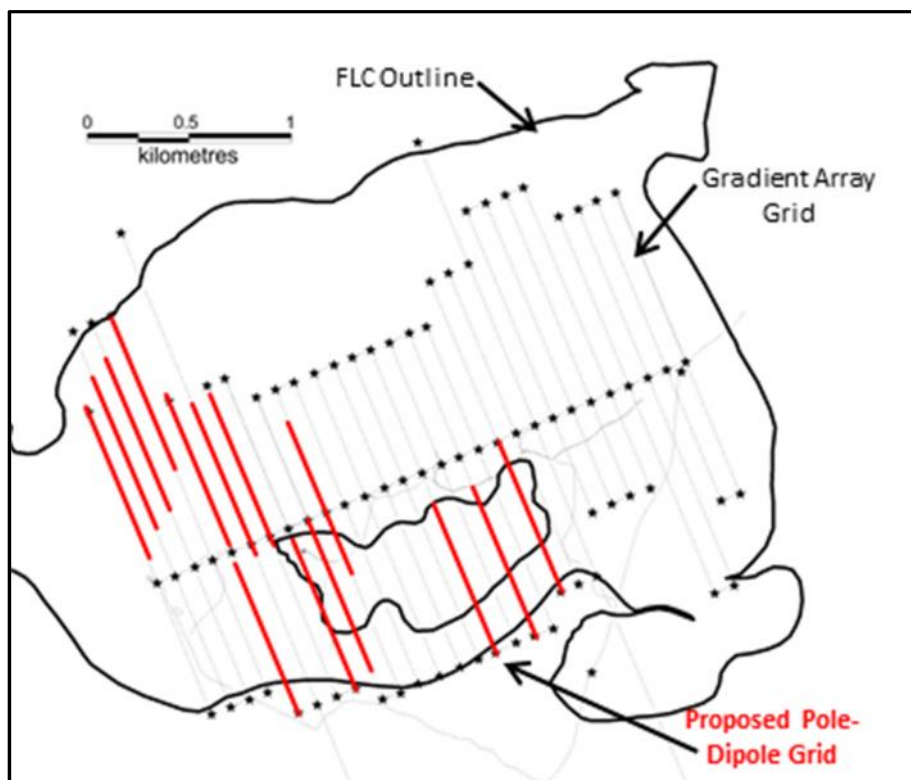 FLC Outline
0 0.5 1
kilometres
Gradient Array
Grid
Proposed Pole-
Dipole Grid